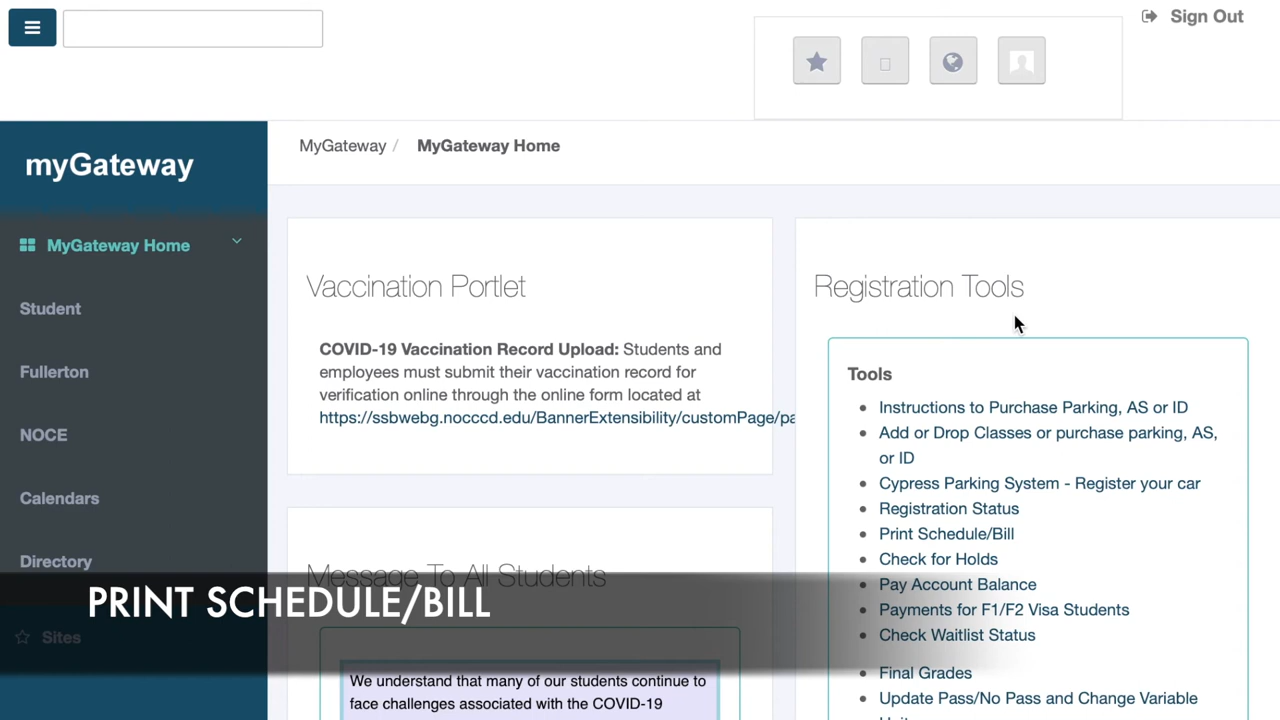 Sign Out
myGateway
MyGateway /
MyGateway Home
MyGateway Home
Student
Fullerton
NOCE
Calendars
Directory
Sites
Vaccination Portlet
COVID-19 Vaccination Record Upload: Students and
employees must submit their vaccination record for
verification online through the online form located at
https://ssbwebg.nocccd.edu/BannerExtensibility/customPage/pa
Message To All Students
We understand that many of our students continue to
face challenges associated with the COVID-19
Registration Tools
Tools
Instructions to Purchase Parking, AS or ID
Add or Drop Classes or purchase parking, AS,
or ID
Cypress Parking System - Register your car
Registration Status
Print Schedule/Bill
Check for Holds
Pay Account Balance
Payments for F1/F2 Visa Students
Check Waitlist Status
Final Grades
Update Pass/No Pass and Change Variable
PRINT SCHEDULE/BILL